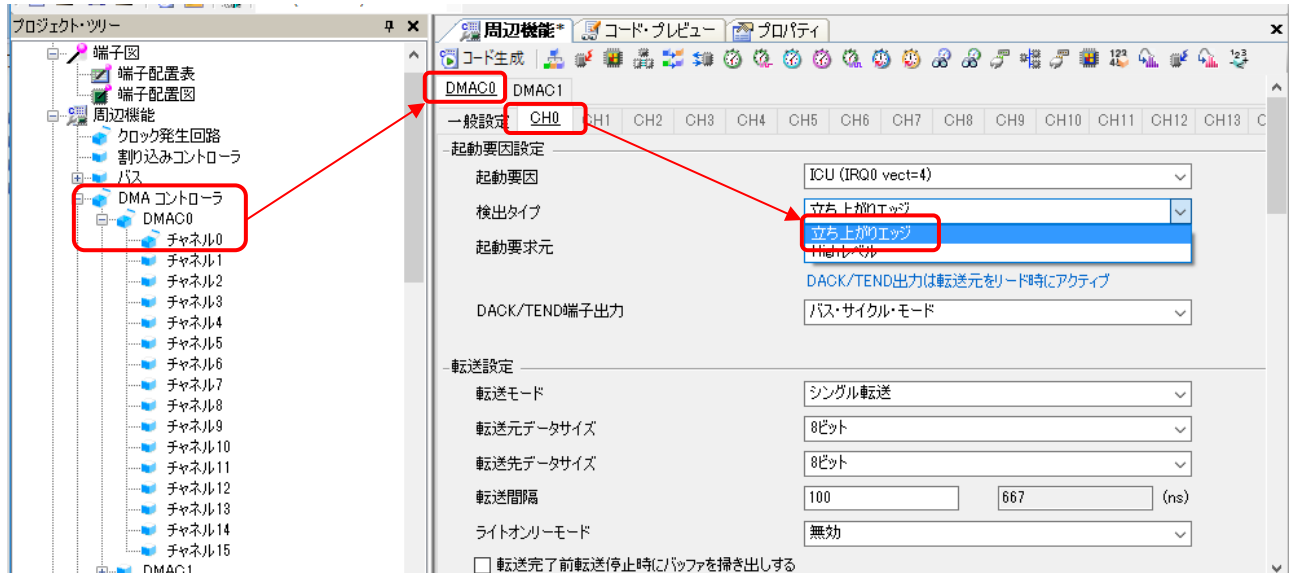 プロジェクト・ツリー
端子図
端子配置表
端子配置図
周辺機能
クロック発生回路
割り込みコントローラ
バス
DMA コントローラ
DMAC0
チャネル0
チャネル1
チャネル2
チャネル3
チャネル4
チャネル5
チャネル6
チャネル7
チャネル8
チャネル9
チャネル10
チャネル11
チャネル12
チャネル13
チャネル14
チャネル15
DMAC1
周辺機能* コード・プレビュー プロパティ
コード生成
DMAC0 DMAC1
一般設定 CH0 CH1 CH2 CH3 CH4 CH5 CH6 CH7 CH8 CH9 CH10 CH11 CH12 CH13
起動要因設定
起動要因 ICU (IRQ0 vect=4)
検出タイプ 立ち上がりエッジ
立ち上がりエッジ
Highレベル
起動要求元
DACK/TEND出力は転送元をリード時にアクティブ
DACK/TEND端子出力 バス・サイクル・モード
転送設定
転送モード シングル転送
転送元データサイズ 8ビット
転送先データサイズ 8ビット
転送間隔 100 667 (ns)
ライトオンリーモード 無効
転送完了前転送停止時にバッファを掃き出しする